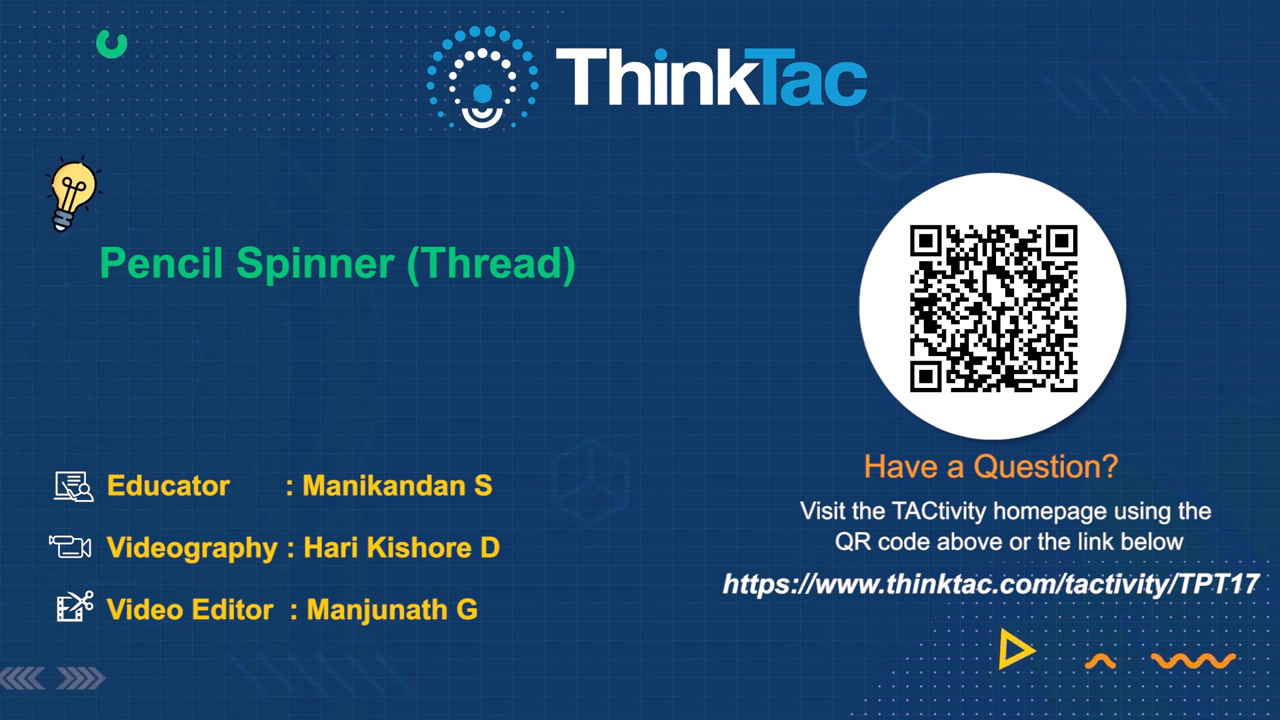 ThinkTac
Pencil Spinner (Thread)
Educator : Manikandan S
Videography : Hari Kishore D
Video Editor : Manjunath G
Have a Question?
Visit the TACtivity homepage using the
QR code above or the link below
https://www.thinktac.com/tactivity/TPT17